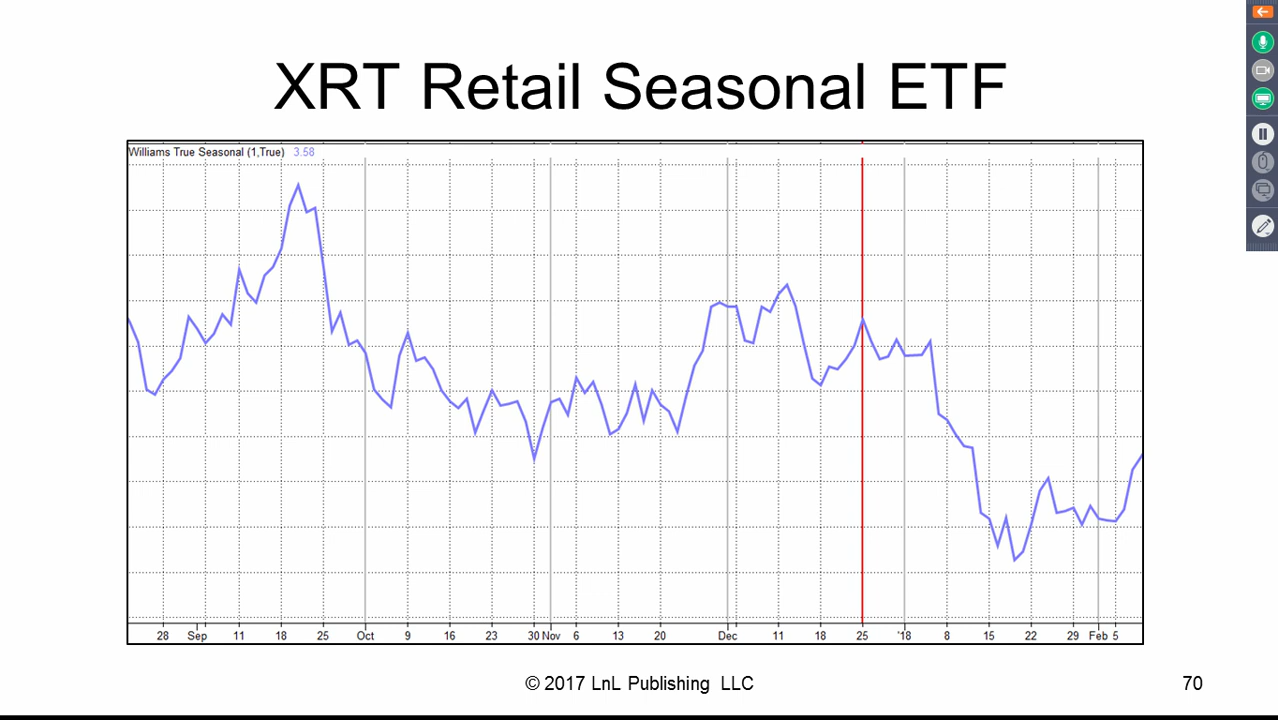 XRT Retail Seasonal ETF
Williams True Seasonal (1,True) 3.58
28 Sep 11 18 25 Oct 9 16 23 30 Nov 6 13 20 Dec 11 18 25 '18 8 15 22 29 Feb 5
© 2017 LnL Publishing LLC 70